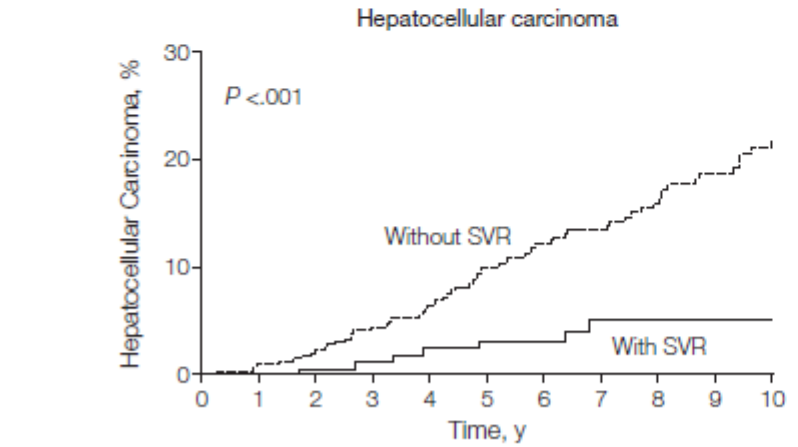 Hepatocellular carcinoma
Hepatocellular Carcinoma, %
30
20
10
0
P <.001
Without SVR
With SVR
0 1 2 3 4 5 6 7 8 9 10
Time, y